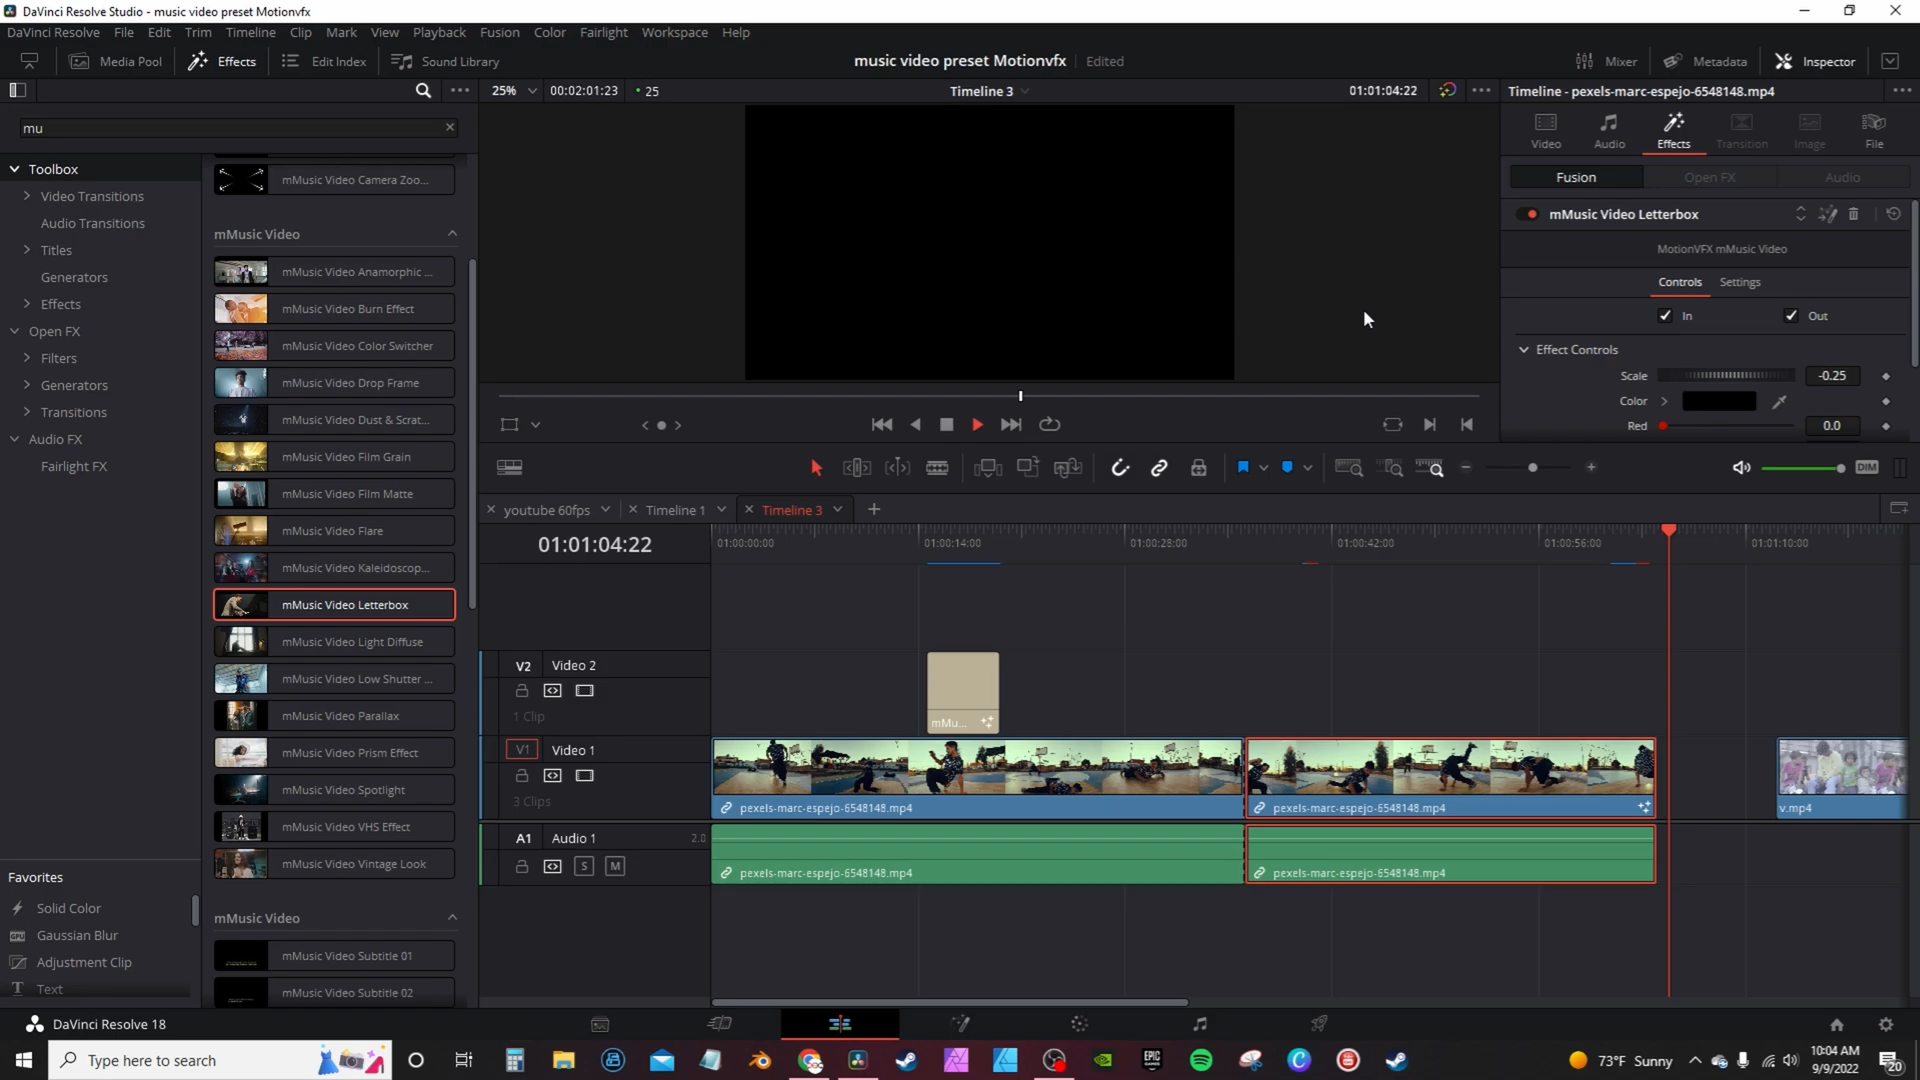 DaVinci Resolve Studio - music video preset Motionvfx
DaVinci Resolve File Edit Trim Timeline Clip Mark View Playback Fusion Color Fairlight Workspace Help
Media Pool Effects Edit Index Sound Library music video preset Motionvfx Edited Mixer Metadata Inspector
25% 00:02:01:23 25 Timeline 3 01:01:04:22 Timeline - pexels-marc-espejo-6548148.mp4
mu
Video Audio Effects Transition Image File
Fusion Open FX Audio
mMusic Video Letterbox
MotionVFX mMusic Video
Controls Settings
In Out
Effect Controls
Scale -0.25
Color
Red 0.0
Toolbox
Video Transitions
Audio Transitions
Titles
Generators
Effects
Open FX
Filters
Generators
Transitions
Audio FX
Fairlight FX
Favorites
Solid Color
Gaussian Blur
Adjustment Clip
Text
mMusic Video Camera Zoo...
mMusic Video
mMusic Video Anamorphic ...
mMusic Video Burn Effect
mMusic Video Color Switcher
mMusic Video Drop Frame
mMusic Video Dust & Scrat...
mMusic Video Film Grain
mMusic Video Film Matte
mMusic Video Flare
mMusic Video Kaleidoscop...
mMusic Video Letterbox
mMusic Video Light Diffuse
mMusic Video Low Shutter ...
mMusic Video Parallax
mMusic Video Prism Effect
mMusic Video Spotlight
mMusic Video VHS Effect
mMusic Video Vintage Look
mMusic Video
mMusic Video Subtitle 01
mMusic Video Subtitle 02
DIM
youtube 60fps Timeline 1 Timeline 3
01:01:04:22
01:00:00:00 01:00:14:00 01:00:28:00 01:00:42:00 01:00:56:00 01:01:10:00
V2 Video 2
1 Clip
mMu...
V1 Video 1
3 Clips
pexels-marc-espejo-6548148.mp4 pexels-marc-espejo-6548148.mp4 v.mp4
A1 Audio 1 2.0
S M
pexels-marc-espejo-6548148.mp4 pexels-marc-espejo-6548148.mp4
DaVinci Resolve 18
Type here to search
EPIC GAMES
73°F Sunny
10:04 AM
9/9/2022
20